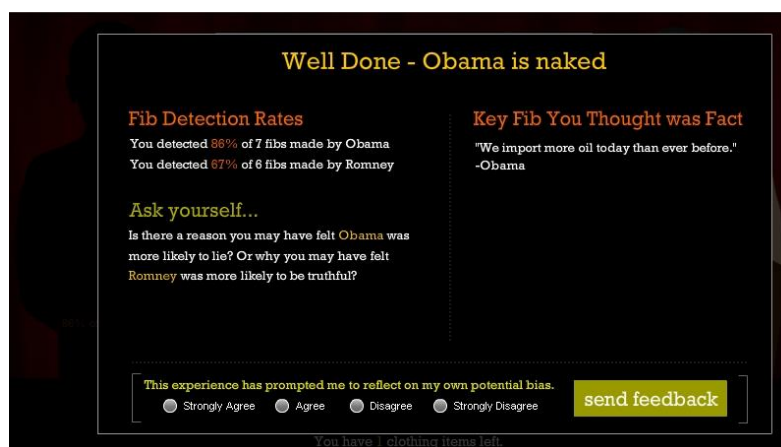 Well Done - Obama is naked
Fib Detection Rates
You detected 86% of 7 fibs made by Obama
You detected 67% of 6 fibs made by Romney
Ask yourself...
Is there a reason you may have felt Obama was
more likely to lie? Or why you may have felt
Romney was more likely to be truthful?
Key Fib You Thought was Fact
"We import more oil today than ever before."
-Obama
This experience has prompted me to reflect on my own potential bias.
Strongly Agree Agree Disagree Strongly Disagree
send feedback
You have 1 clothing items left.